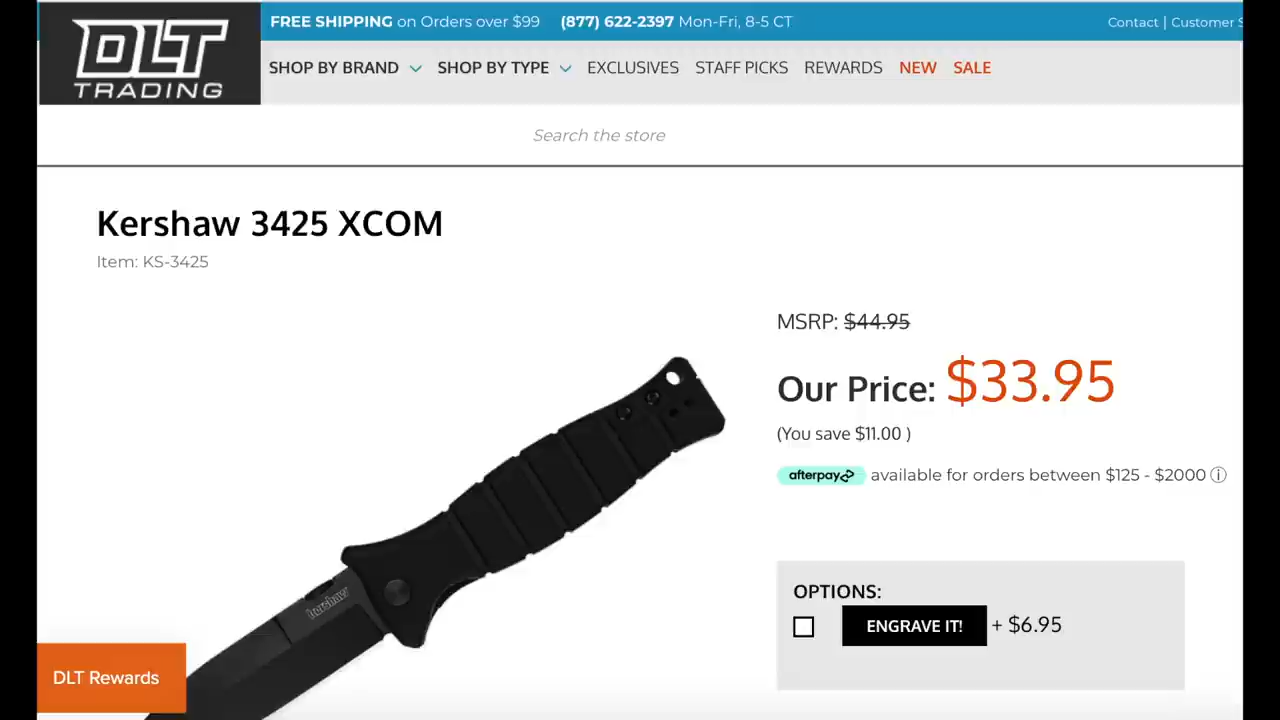 DLT
TRADING
FREE SHIPPING on Orders over $99 (877) 622-2397 Mon-Fri, 8-5 CT
Contact | Customer S
SHOP BY BRAND SHOP BY TYPE EXCLUSIVES STAFF PICKS REWARDS NEW SALE
Search the store
Kershaw 3425 XCOM
Item: KS-3425
MSRP: $44.95
Our Price: $33.95
(You save $11.00 )
afterpay available for orders between $125 - $2000 ⓘ
OPTIONS:
ENGRAVE IT! + $6.95
kershaw
DLT Rewards